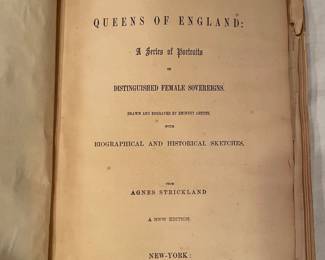 QUEENS OF ENGLAND:
A Series of Portraits
OF
DISTINGUISHED FEMALE SOVEREIGNS.
DRAWN AND ENGRAVED BY EMINENT ARTISTS,
WITH
BIOGRAPHICAL AND HISTORICAL SKETCHES,
FROM
AGNES STRICKLAND
A NEW EDITION.
NEW-YORK: